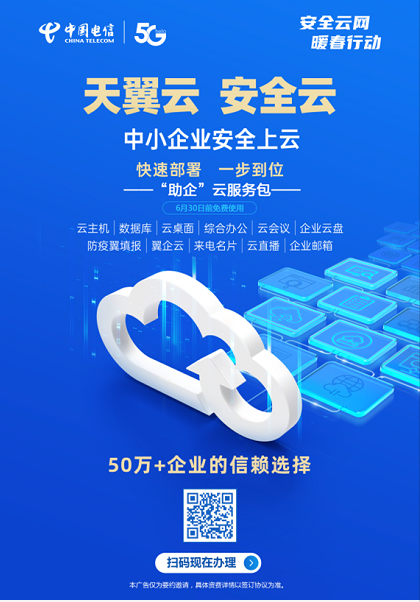 中国电信
CHINA TELECOM
5G
安全云网
暖春行动
天翼云 安全云
中小企业安全上云
快速部署 一步到位
“助企”云服务包
6月30日前免费使用
云主机｜数据库｜云桌面｜综合办公｜云会议｜企业云盘
防疫翼填报｜翼企云｜来电名片｜云直播｜企业邮箱
50万+企业的信赖选择
扫码现在办理
本广告仅为要约邀请，具体资费详情以签订协议为准。